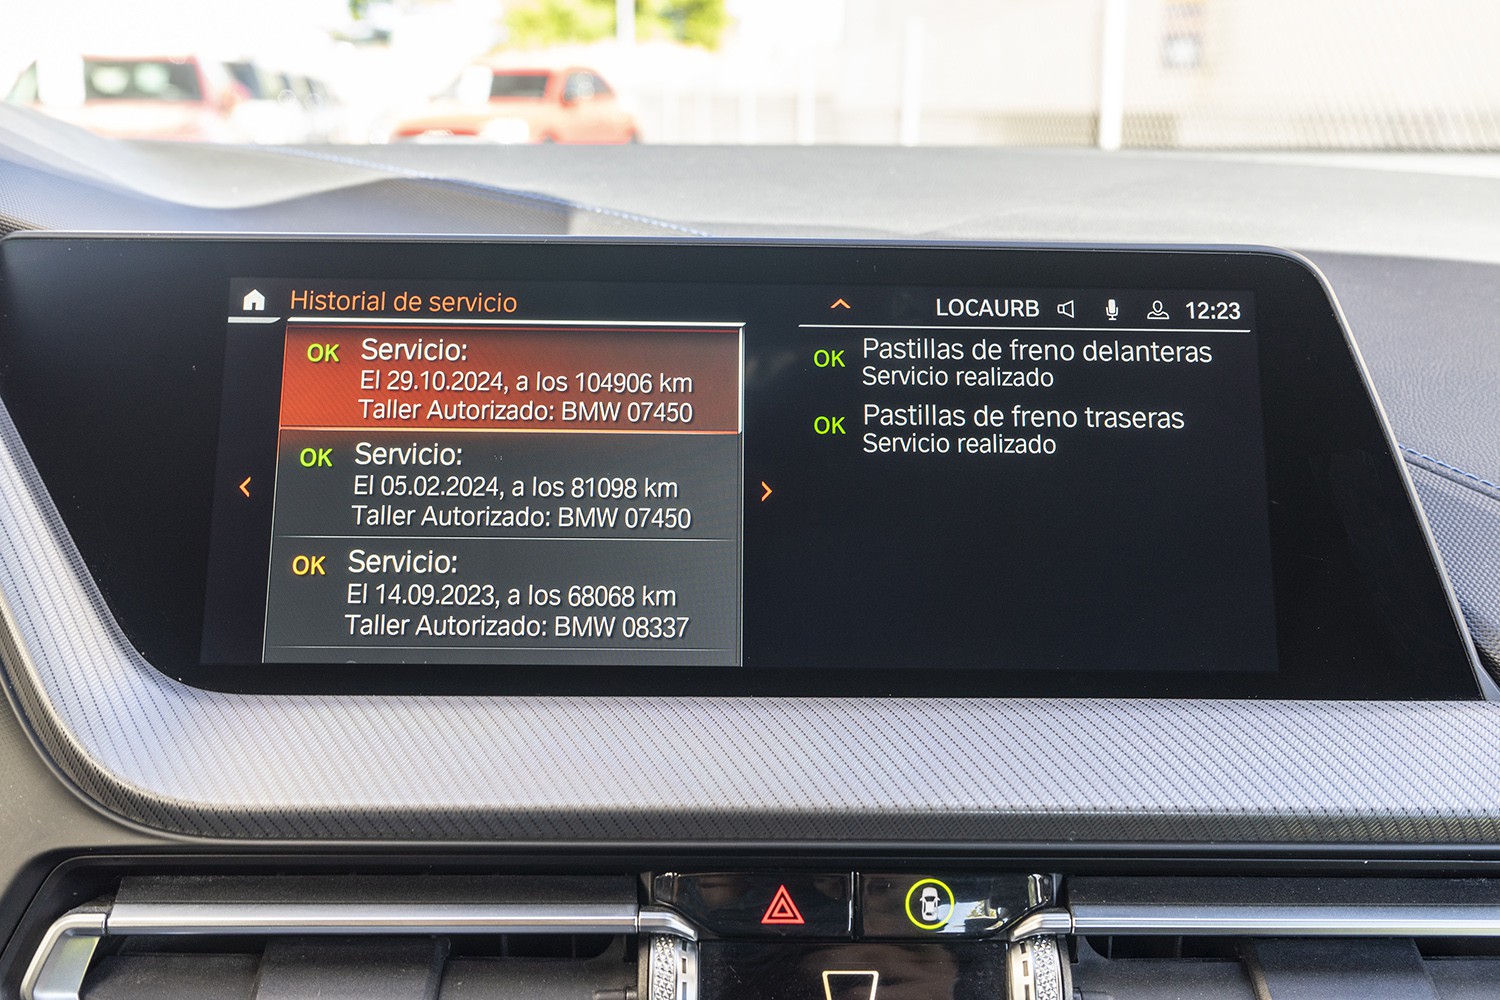 Historial de servicio
LOCAURB 12:23
OK Servicio:
El 29.10.2024, a los 104906 km
Taller Autorizado: BMW 07450
OK Servicio:
El 05.02.2024, a los 81098 km
Taller Autorizado: BMW 07450
OK Servicio:
El 14.09.2023, a los 68068 km
Taller Autorizado: BMW 08337
OK Pastillas de freno delanteras
Servicio realizado
OK Pastillas de freno traseras
Servicio realizado